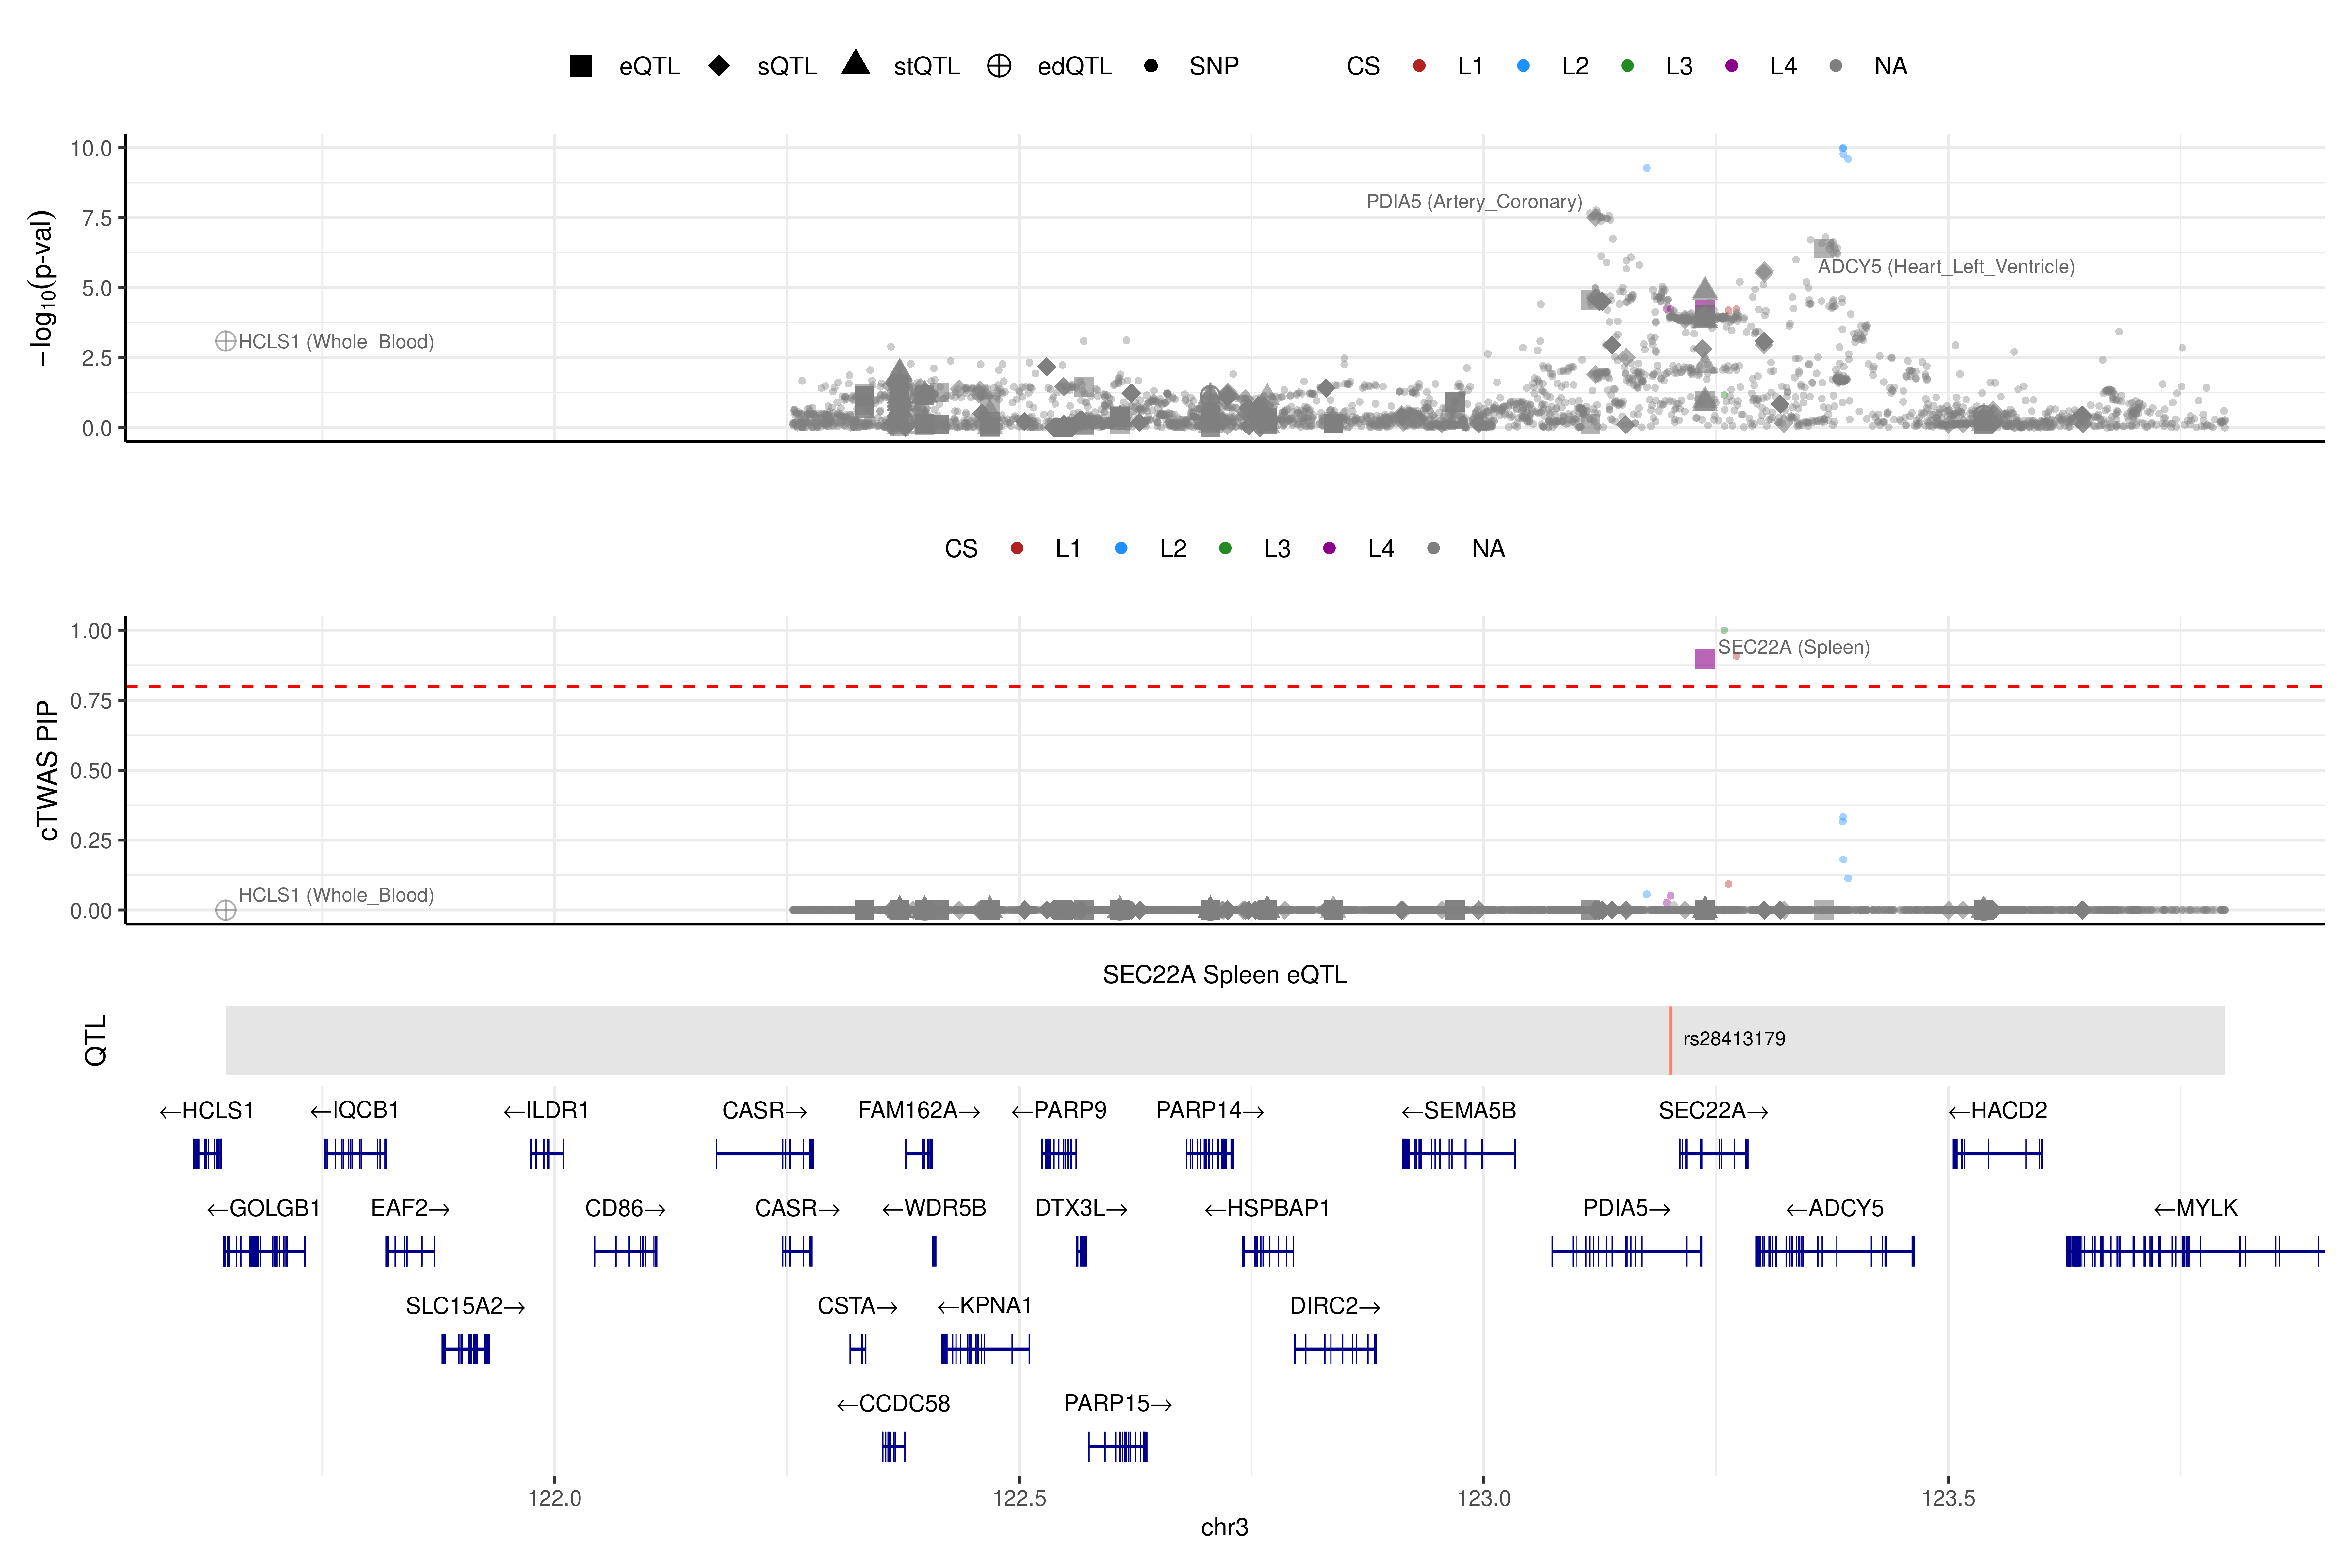 eQTL sQTL stQTL edQTL SNP CS L1 L2 L3 L4 NA
10.0
7.5
5.0
2.5
0.0
−log10(p-val)
PDIA5 (Artery_Coronary)
ADCY5 (Heart_Left_Ventricle)
HCLS1 (Whole_Blood)
CS L1 L2 L3 L4 NA
1.00
0.75
0.50
0.25
0.00
cTWAS PIP
SEC22A (Spleen)
HCLS1 (Whole_Blood)
SEC22A Spleen eQTL
QTL
rs28413179
←HCLS1 ←IQCB1 ←ILDR1 CASR→ FAM162A→ ←PARP9 PARP14→ ←SEMA5B SEC22A→ ←HACD2
←GOLGB1 EAF2→ CD86→ CASR→ ←WDR5B DTX3L→ ←HSPBAP1 PDIA5→ ←ADCY5 ←MYLK
SLC15A2→ CSTA→ ←KPNA1 DIRC2→
←CCDC58 PARP15→
122.0 122.5 123.0 123.5
chr3